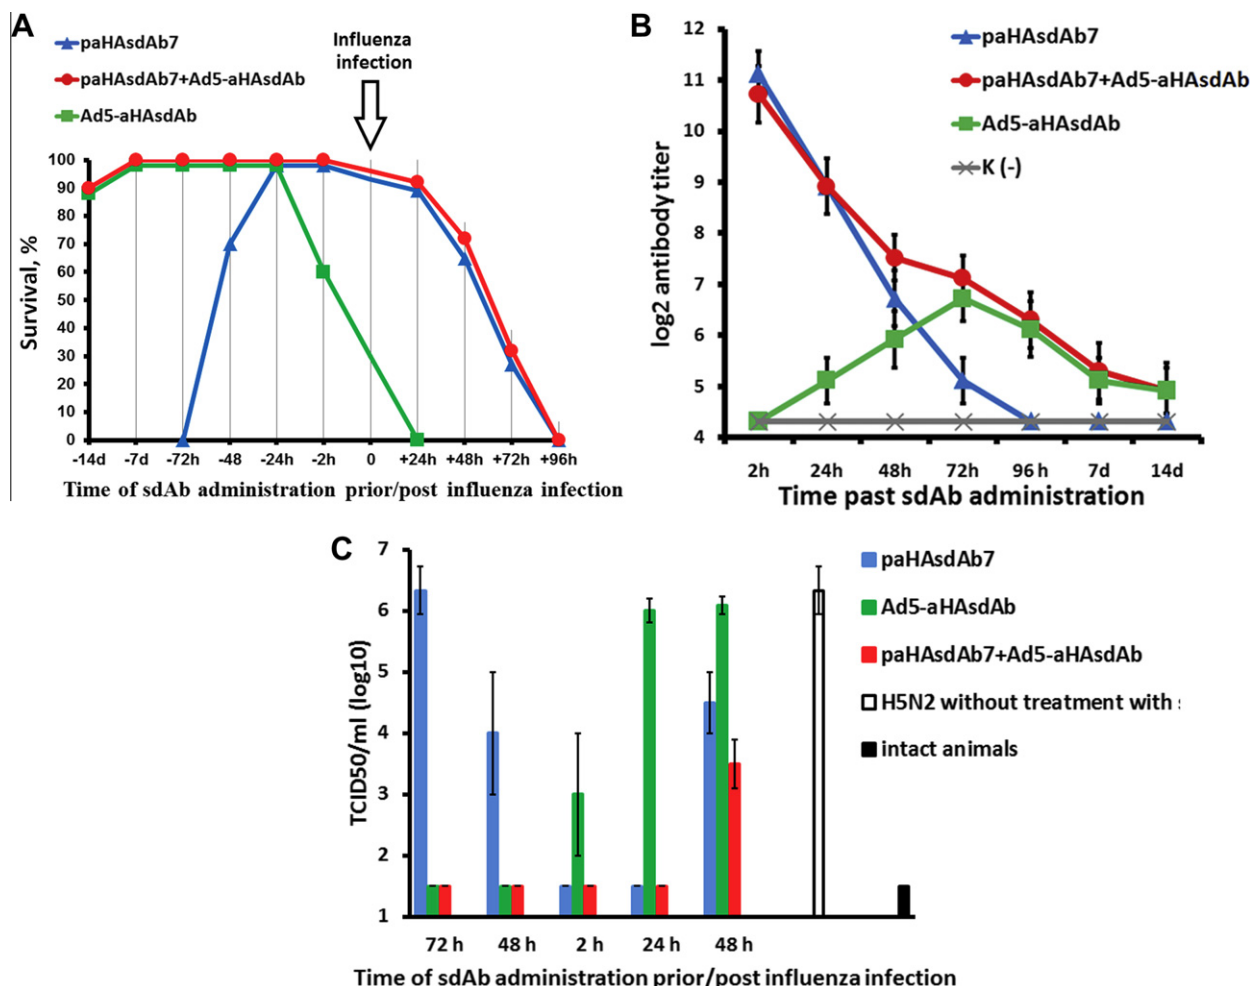 A
paHAsdAb7
paHAsdAb7+Ad5-aHAsdAb
Ad5-aHAsdAb
Influenza
infection
100
90
80
70
60
50
40
30
20
10
0
Survival, %
-14d -7d -72h -48 -24h -2h 0 +24h +48h +72h +96h
Time of sdAb administration prior/post influenza infection
B
paHAsdAb7
paHAsdAb7+Ad5-aHAsdAb
Ad5-aHAsdAb
K (-)
12
11
10
9
8
7
6
5
4
log2 antibody titer
2h 24h 48h 72h 96h 7d 14d
Time past sdAb administration
C
paHAsdAb7
Ad5-aHAsdAb
paHAsdAb7+Ad5-aHAsdAb
H5N2 without treatment with
intact animals
7
6
5
4
3
2
1
TCID50/ml (log10)
72 h 48 h 2 h 24 h 48 h
Time of sdAb administration prior/post influenza infection